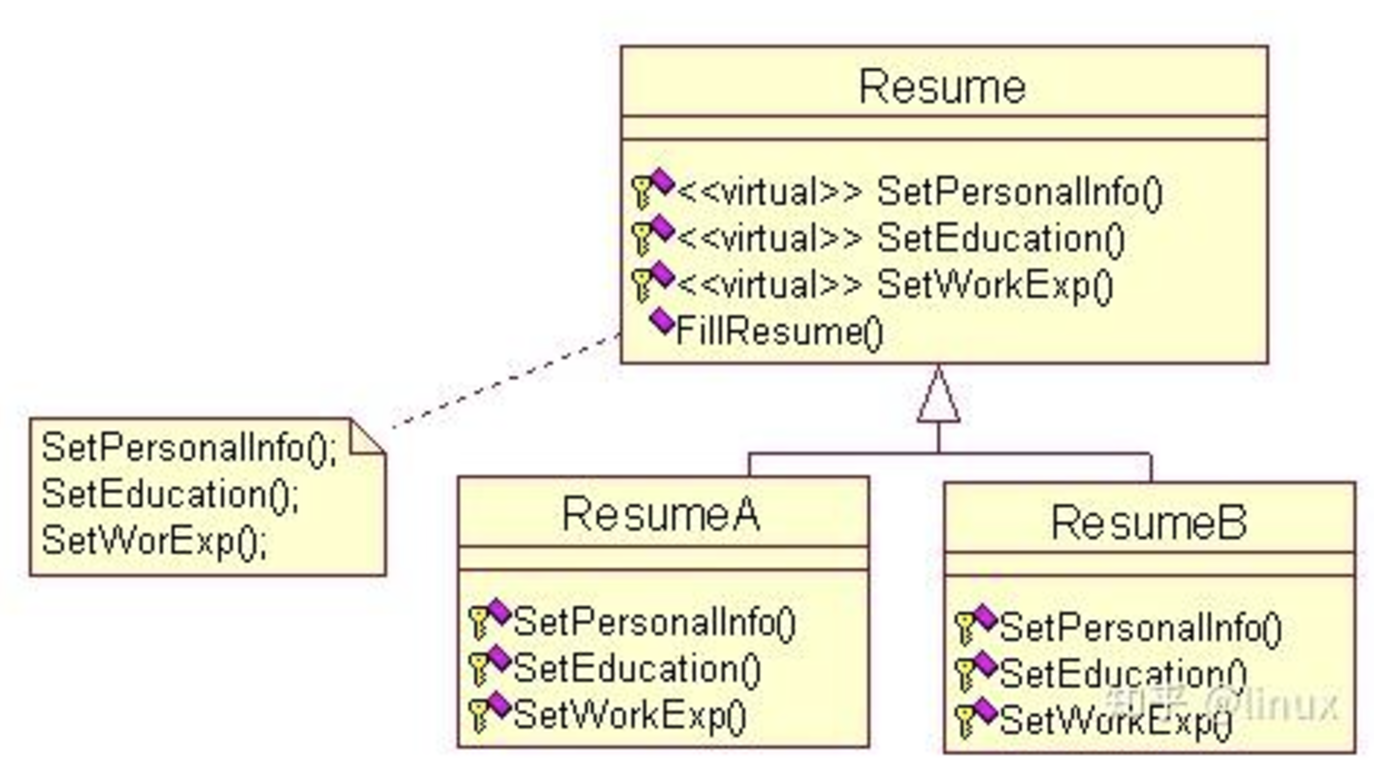 Resume
<<virtual>> SetPersonalInfo()
<<virtual>> SetEducation()
<<virtual>> SetWorkExp()
FillResume()
SetPersonalInfo();
SetEducation();
SetWorExp();
ResumeA
SetPersonalInfo()
SetEducation()
SetWorkExp()
ResumeB
SetPersonalInfo()
SetEducation()
SetWorkExp()
知乎 @linux